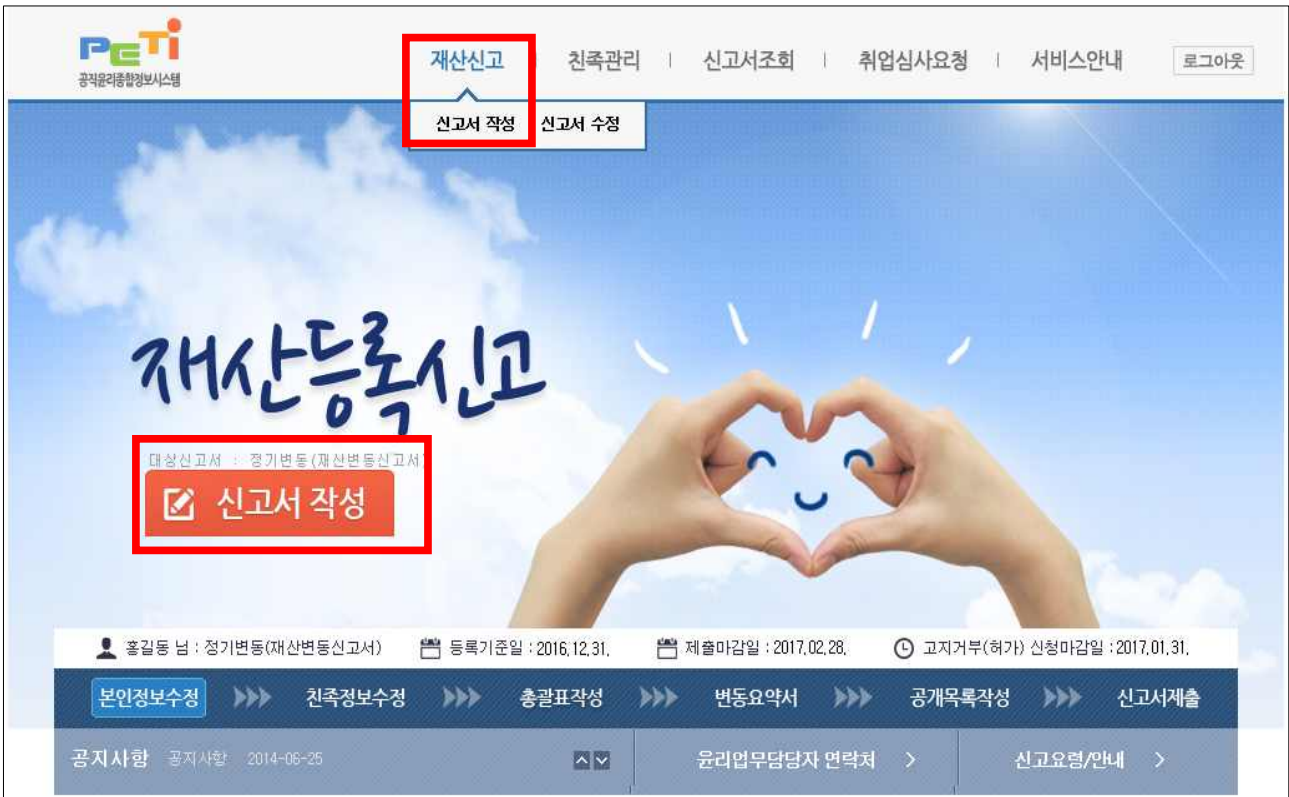 PETi
공직윤리종합정보시스템
재산신고 친족관리 신고서조회 취업심사요청 서비스안내 로그아웃
신고서 작성 신고서 수정
재산등록신고
대상신고서 : 정기변동(재산변동신고서)
신고서 작성
홍길동 님 : 정기변동(재산변동신고서) 등록기준일 : 2016.12.31. 제출마감일 : 2017.02.28. 고지거부(허가) 신청마감일 : 2017.01.31.
본인정보수정 친족정보수정 총괄표작성 변동요약서 공개목록작성 신고서제출
공지사항 공지사항 2014-06-25 윤리업무담당자 연락처 신고요령/안내